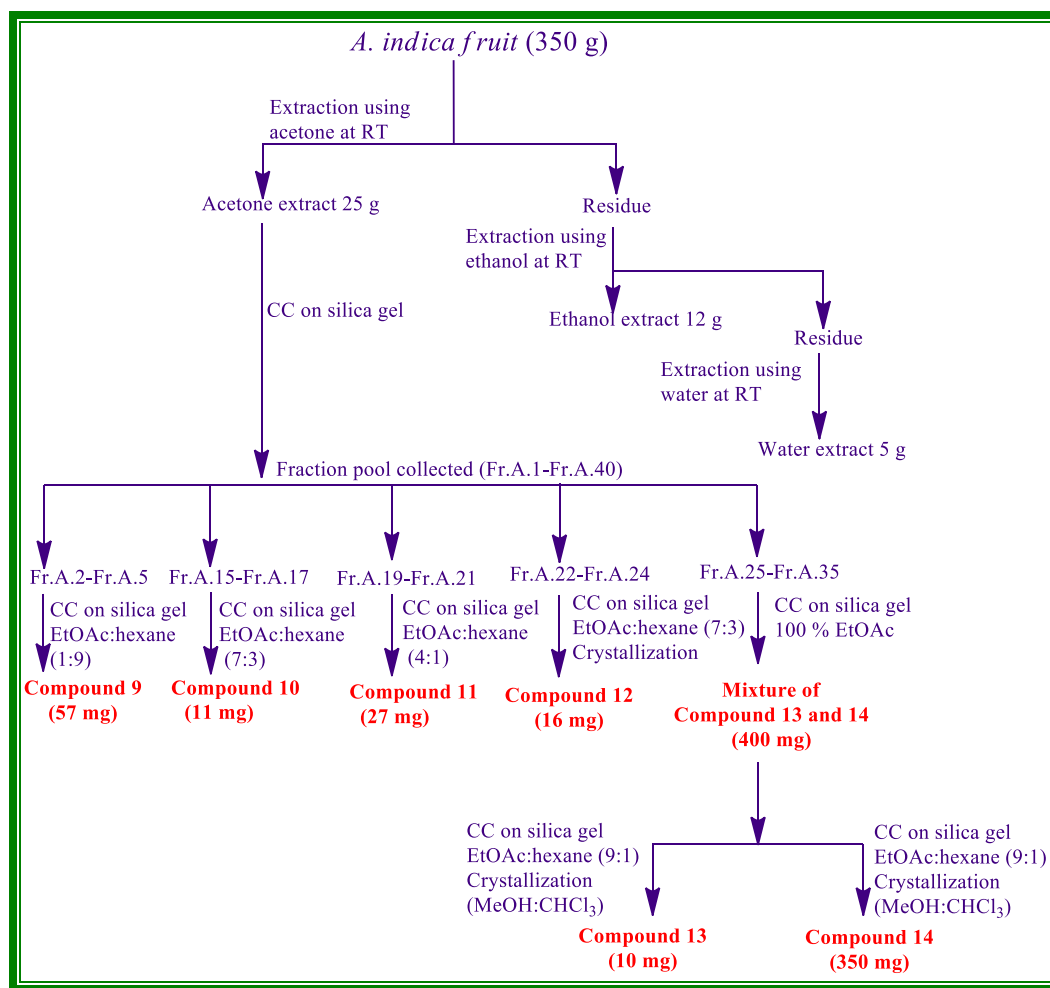 A. indica fruit (350 g)
Extraction using
acetone at RT
Acetone extract 25 g
Residue
Extraction using
ethanol at RT
CC on silica gel
Ethanol extract 12 g
Residue
Extraction using
water at RT
Water extract 5 g
Fraction pool collected (Fr.A.1-Fr.A.40)
Fr.A.2-Fr.A.5
CC on silica gel
EtOAc:hexane
(1:9)
Compound 9
(57 mg)
Fr.A.15-Fr.A.17
CC on silica gel
EtOAc:hexane
(7:3)
Compound 10
(11 mg)
Fr.A.19-Fr.A.21
CC on silica gel
EtOAc:hexane
(4:1)
Compound 11
(27 mg)
Fr.A.22-Fr.A.24
CC on silica gel
EtOAc:hexane (7:3)
Crystallization
Compound 12
(16 mg)
Fr.A.25-Fr.A.35
CC on silica gel
100 % EtOAc
Mixture of
Compound 13 and 14
(400 mg)
CC on silica gel
EtOAc:hexane (9:1)
Crystallization
(MeOH:CHCl₃)
Compound 13
(10 mg)
CC on silica gel
EtOAc:hexane (9:1)
Crystallization
(MeOH:CHCl₃)
Compound 14
(350 mg)